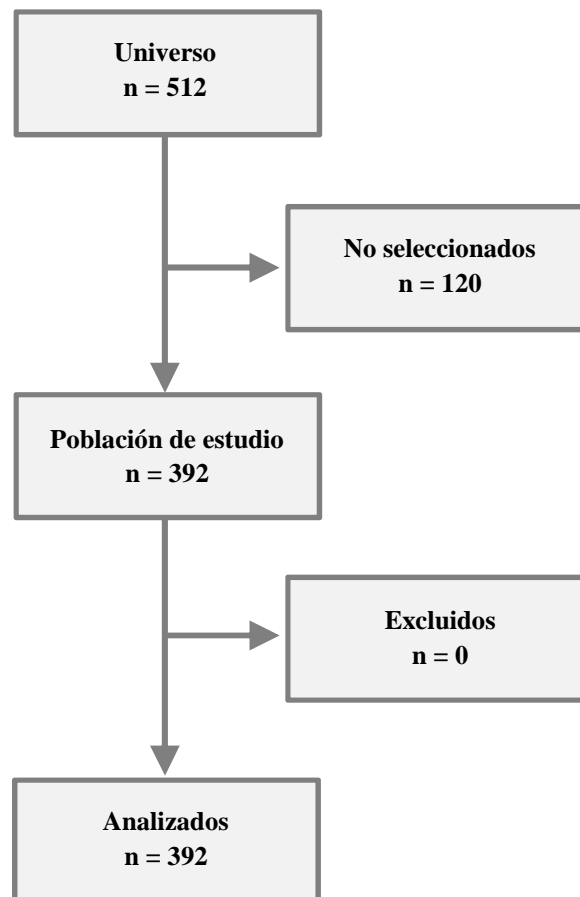 Universo
n = 512
No seleccionados
n = 120
Población de estudio
n = 392
Excluidos
n = 0
Analizados
n = 392